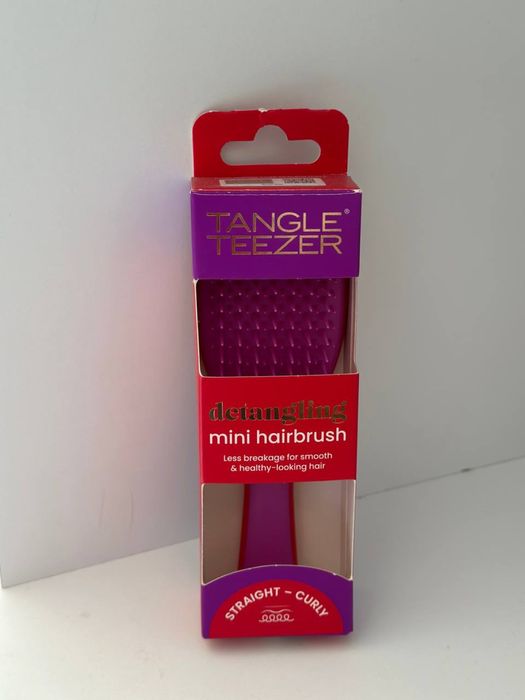 TANGLE
TEEZER®
detangling
mini hairbrush
Less breakage for smooth
& healthy-looking hair
STRAIGHT – CURLY